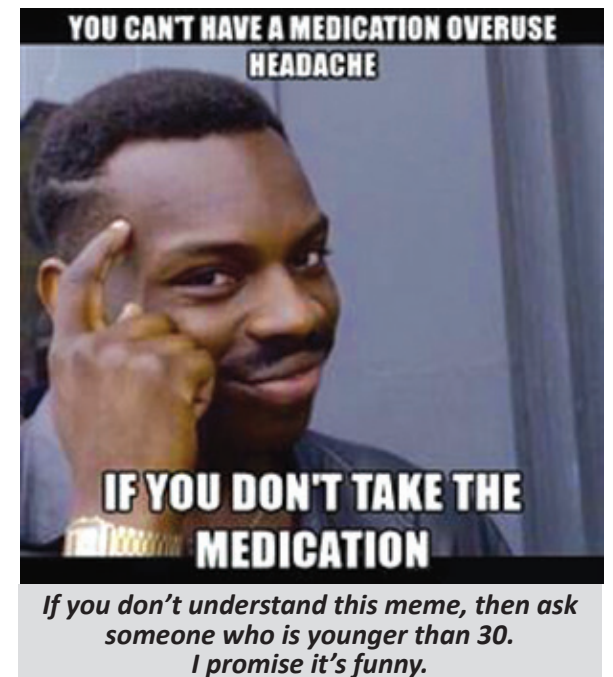 YOU CAN'T HAVE A MEDICATION OVERUSE
HEADACHE
IF YOU DON'T TAKE THE
MEDICATION
If you don’t understand this meme, then ask
someone who is younger than 30.
I promise it’s funny.